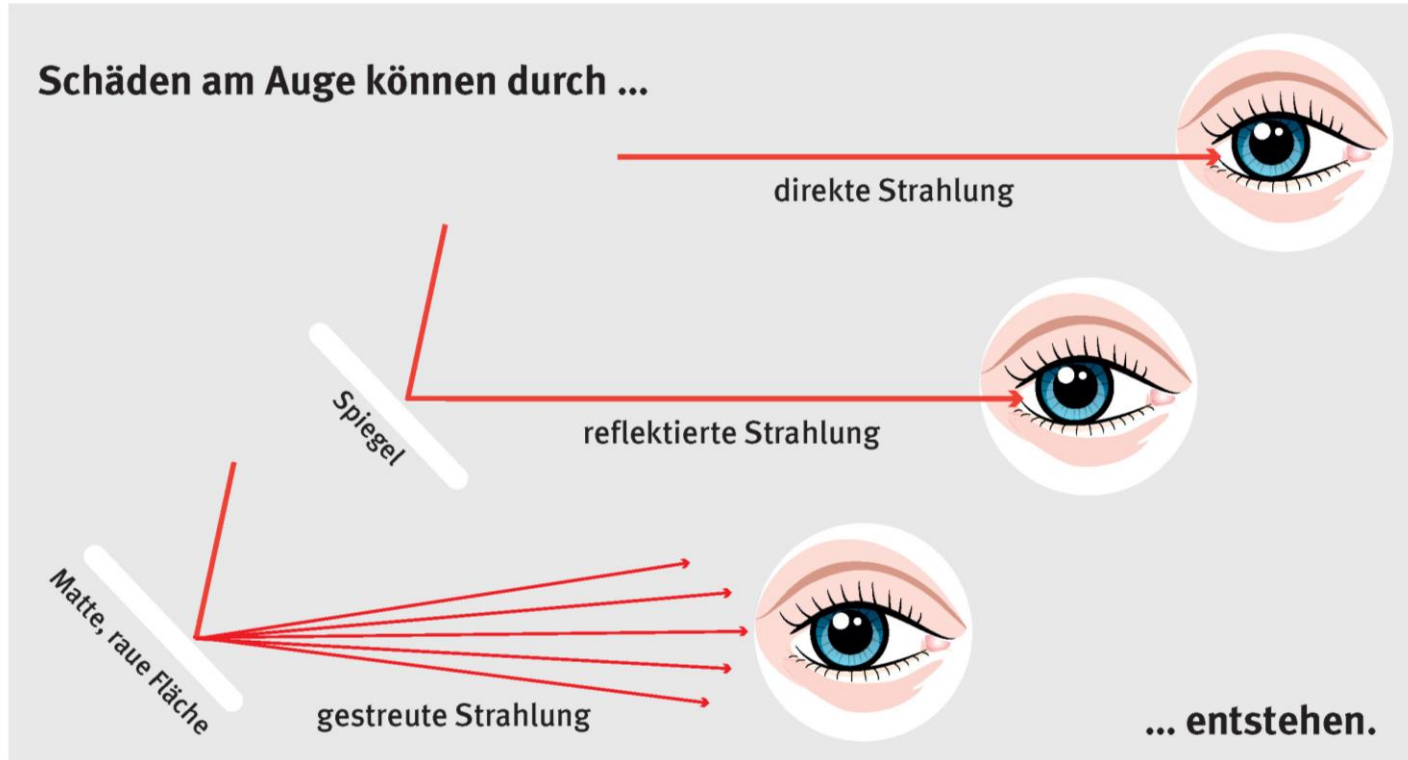 Schäden am Auge können durch ...
direkte Strahlung
Spiegel
reflektierte Strahlung
Matte, raue Fläche
gestreute Strahlung
... entstehen.